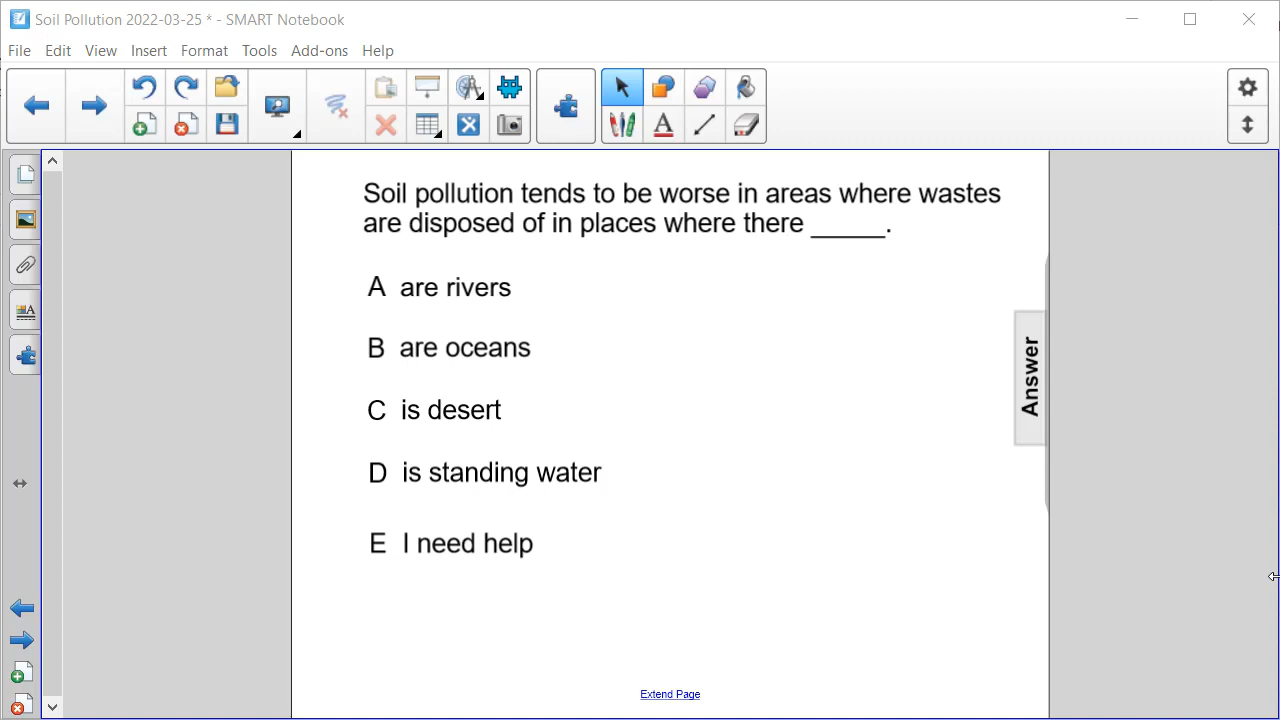 Soil Pollution 2022-03-25 * - SMART Notebook
File Edit View Insert Format Tools Add-ons Help
Soil pollution tends to be worse in areas where wastes
are disposed of in places where there _____.
A are rivers
B are oceans
C is desert
D is standing water
E I need help
Answer
Extend Page